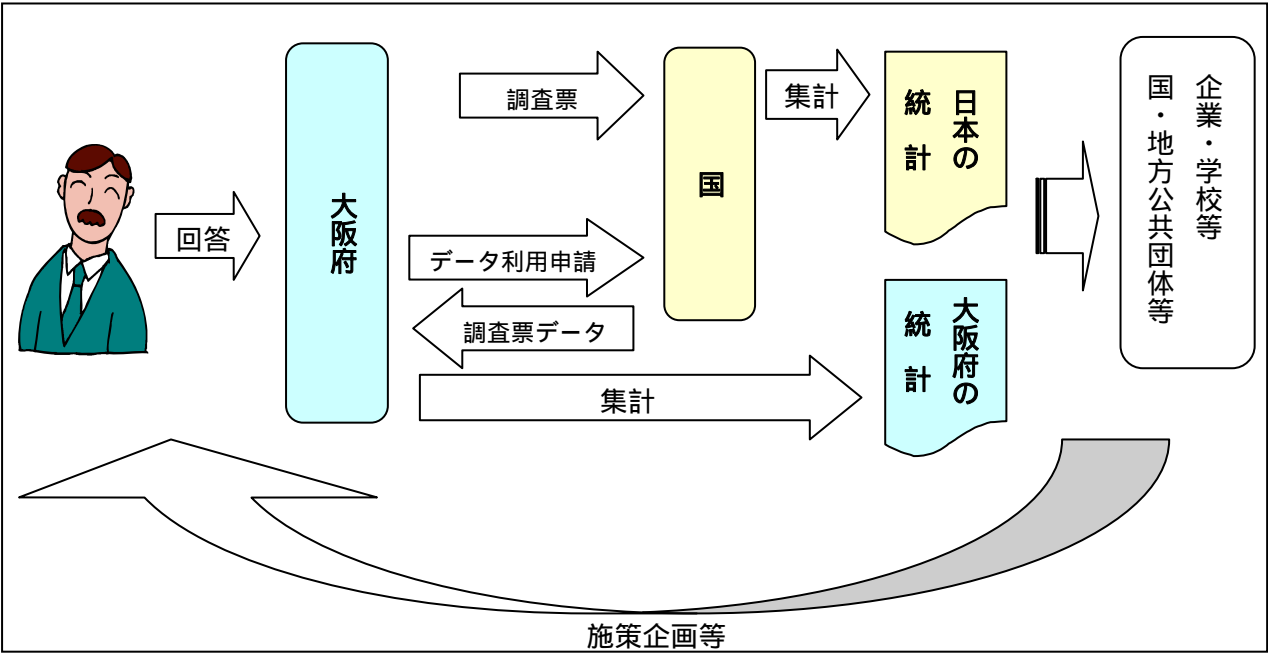 回答
大阪府
調査票
データ利用申請
調査票データ
集計
国
集計
日本の
統計
大阪府の
統計
企業・学校等
国・地方公共団体等
施策企画等